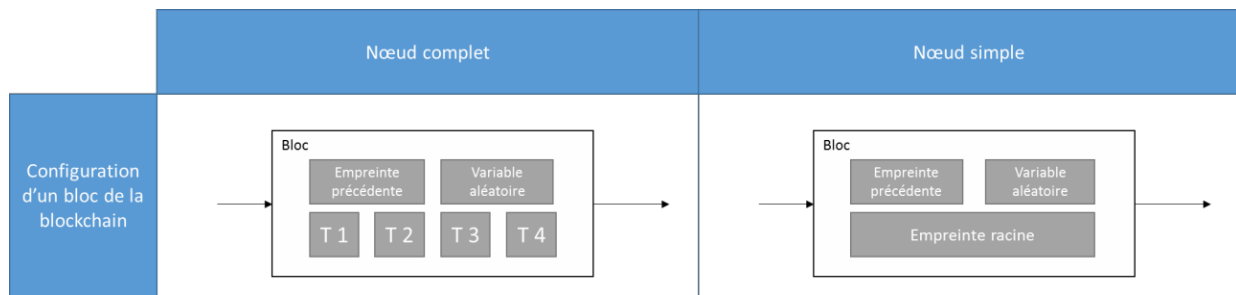 Nœud complet
Nœud simple
Configuration
d'un bloc de la
blockchain
Bloc
Empreinte
précédente
Variable
aléatoire
T 1
T 2
T 3
T 4
Bloc
Empreinte
précédente
Variable
aléatoire
Empreinte racine